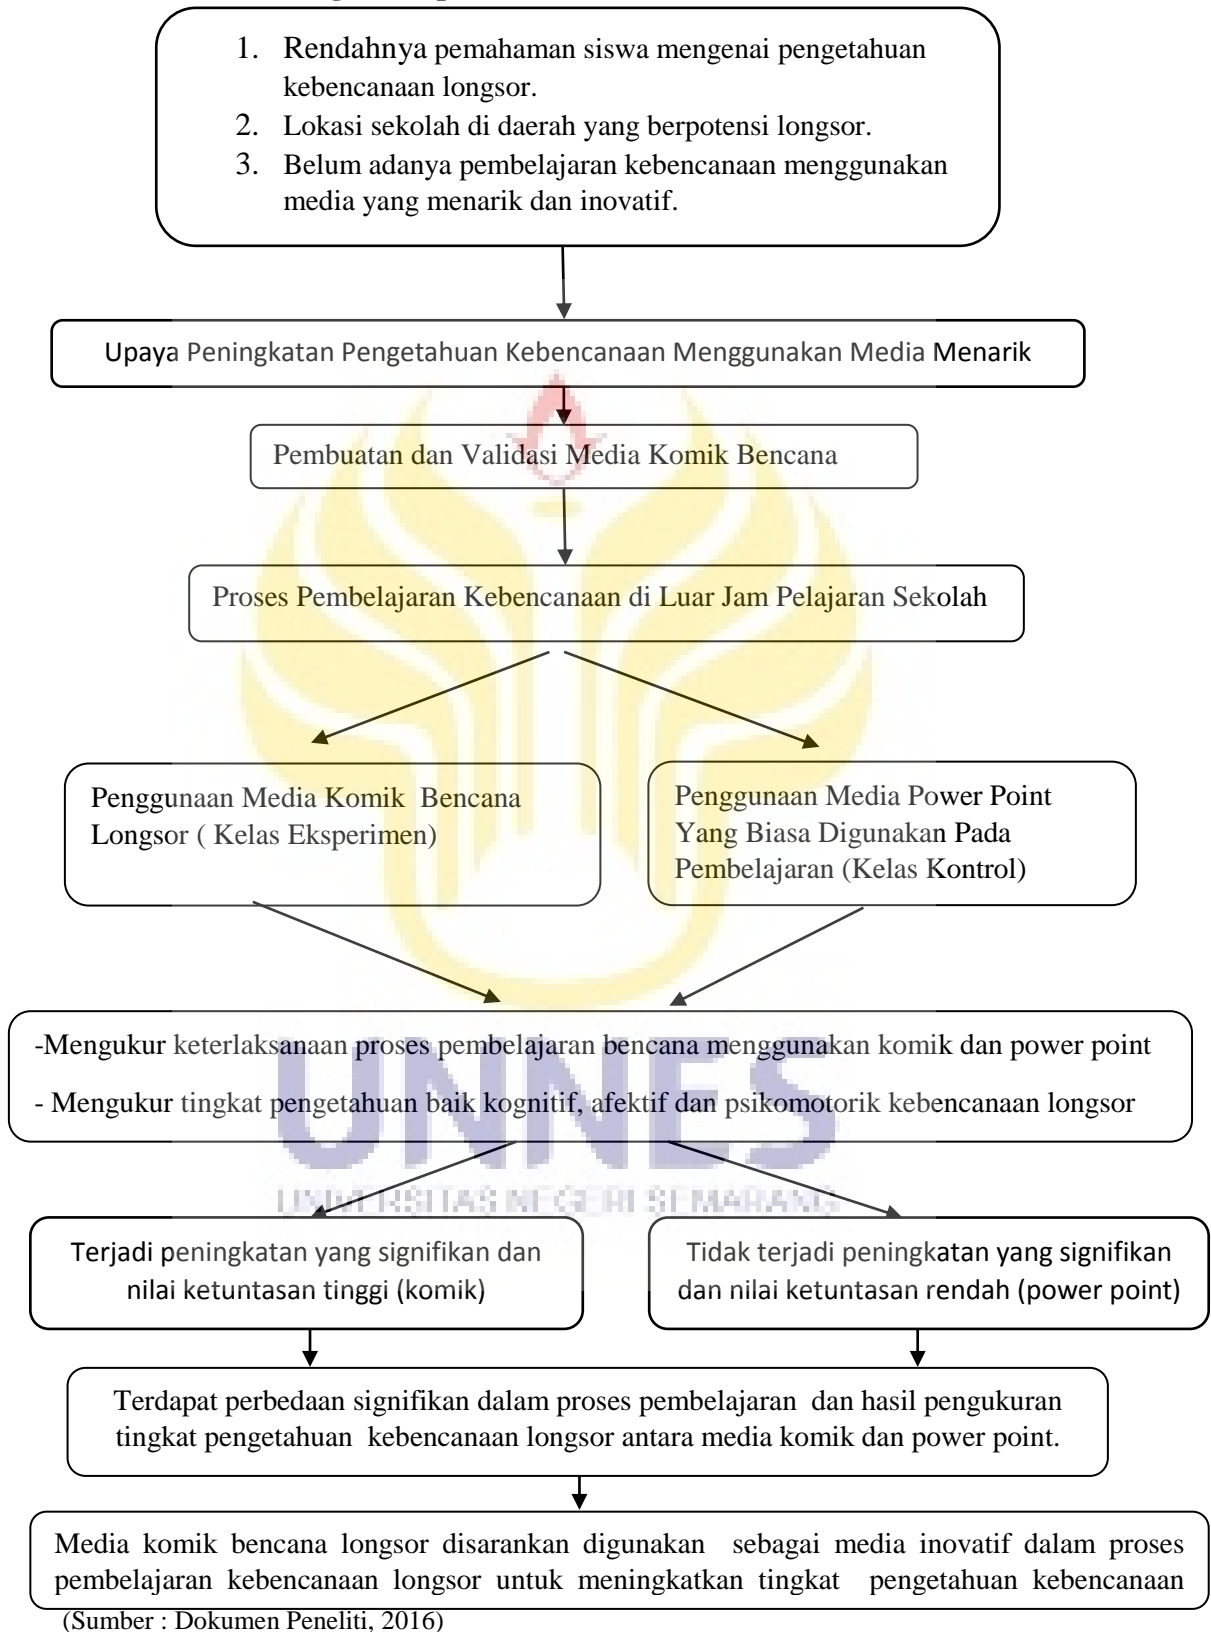 1. Rendahnya pemahaman siswa mengenai pengetahuan
kebencanaan longsor.
2. Lokasi sekolah di daerah yang berpotensi longsor.
3. Belum adanya pembelajaran kebencanaan menggunakan
media yang menarik dan inovatif.
Upaya Peningkatan Pengetahuan Kebencanaan Menggunakan Media Menarik
Pembuatan dan Validasi Media Komik Bencana
Proses Pembelajaran Kebencanaan di Luar Jam Pelajaran Sekolah
Penggunaan Media Komik Bencana
Longsor ( Kelas Eksperimen)
Penggunaan Media Power Point
Yang Biasa Digunakan Pada
Pembelajaran (Kelas Kontrol)
-Mengukur keterlaksanaan proses pembelajaran bencana menggunakan komik dan power point
- Mengukur tingkat pengetahuan baik kognitif, afektif dan psikomotorik kebencanaan longsor
UNNES
UNIVERSITAS NEGERI SEMARANG
Terjadi peningkatan yang signifikan dan
nilai ketuntasan tinggi (komik)
Tidak terjadi peningkatan yang signifikan
dan nilai ketuntasan rendah (power point)
Terdapat perbedaan signifikan dalam proses pembelajaran dan hasil pengukuran
tingkat pengetahuan kebencanaan longsor antara media komik dan power point.
Media komik bencana longsor disarankan digunakan sebagai media inovatif dalam proses
pembelajaran kebencanaan longsor untuk meningkatkan tingkat pengetahuan kebencanaan
(Sumber : Dokumen Peneliti, 2016)